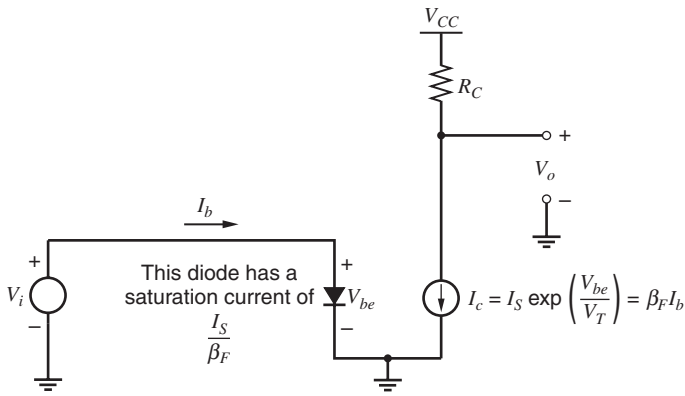 V_CC
R_C
+
V_o
−
I_b
+
V_i
−
This diode has a
saturation current of
I_S
β_F
+
V_be
−
I_c = I_S exp (V_be / V_T) = β_F I_b